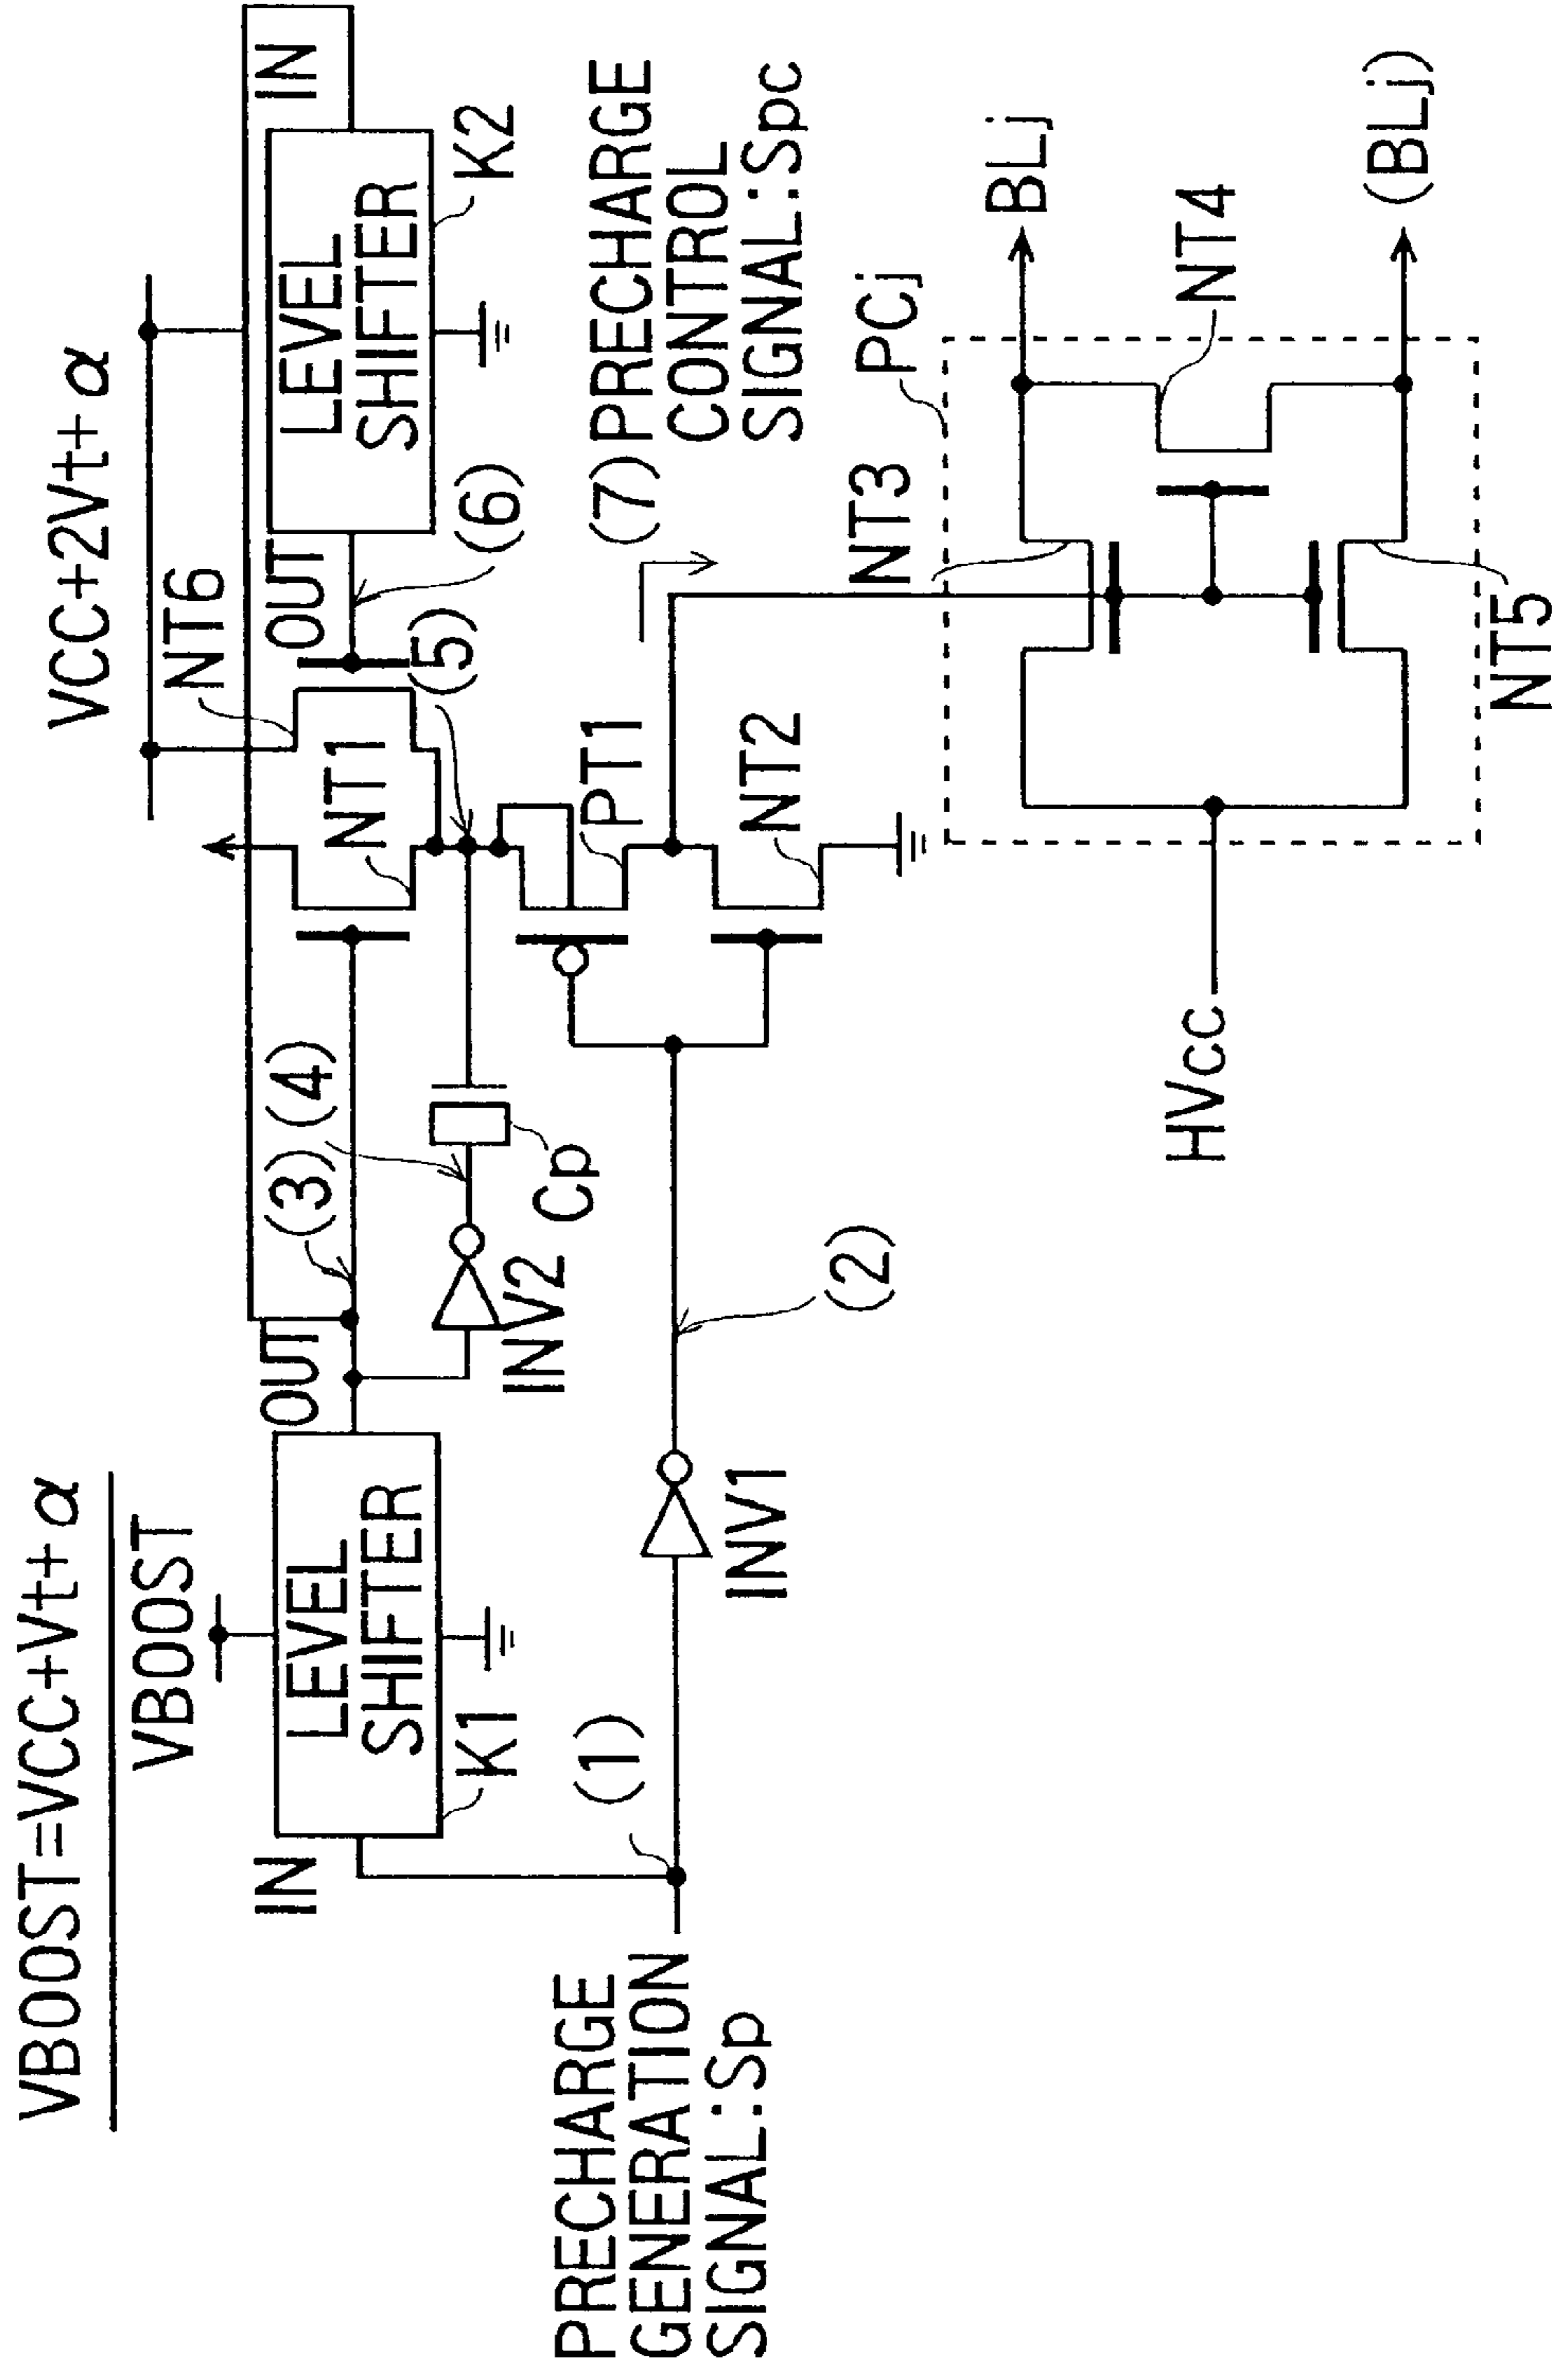 VBOOST=VCC+Vt+α
VBOOST
VCC+2Vt+α
IN
LEVEL
SHIFTER
K1
OUT
(3)
(4)
INV2
Cp
NT1
NT6
OUT
(6)
(5)
LEVEL
SHIFTER
K2
IN
PRECHARGE
GENERATION
SIGNAL:Sp
(1)
INV1
(2)
PT1
NT2
(7)PRECHARGE
CONTROL
SIGNAL:Spc
PCj
NT3
BLj
NT4
(BLj)
NT5
HVcc